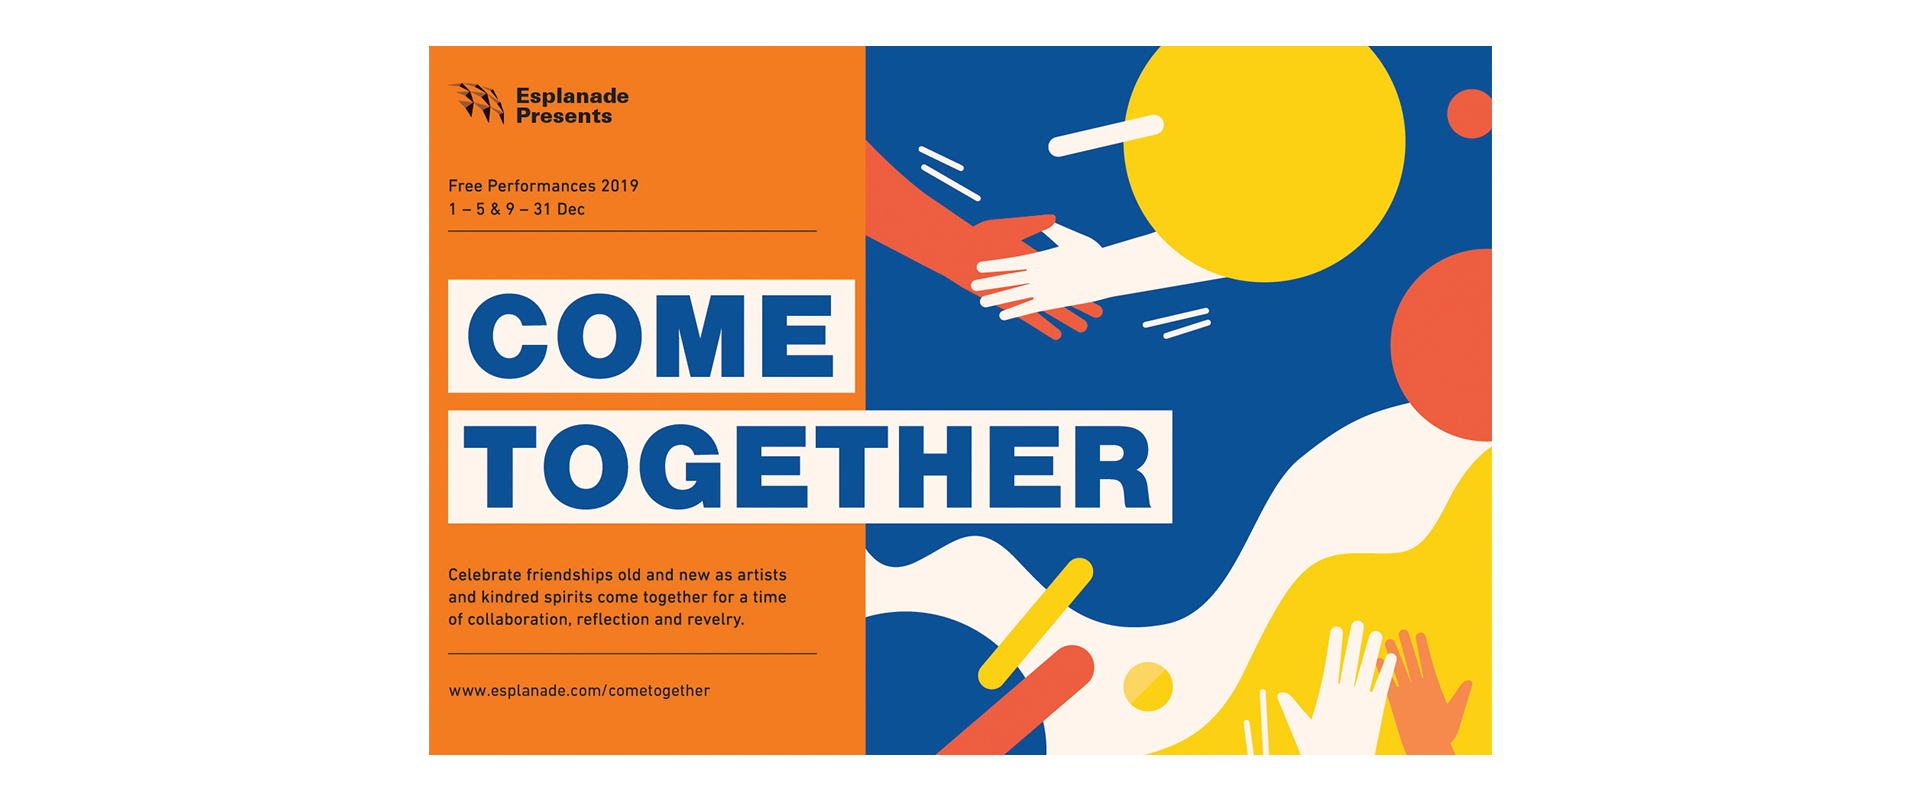 Esplanade
Presents
Free Performances 2019
1 – 5 & 9 – 31 Dec
COME
TOGETHER
Celebrate friendships old and new as artists
and kindred spirits come together for a time
of collaboration, reflection and revelry.
www.esplanade.com/cometogether